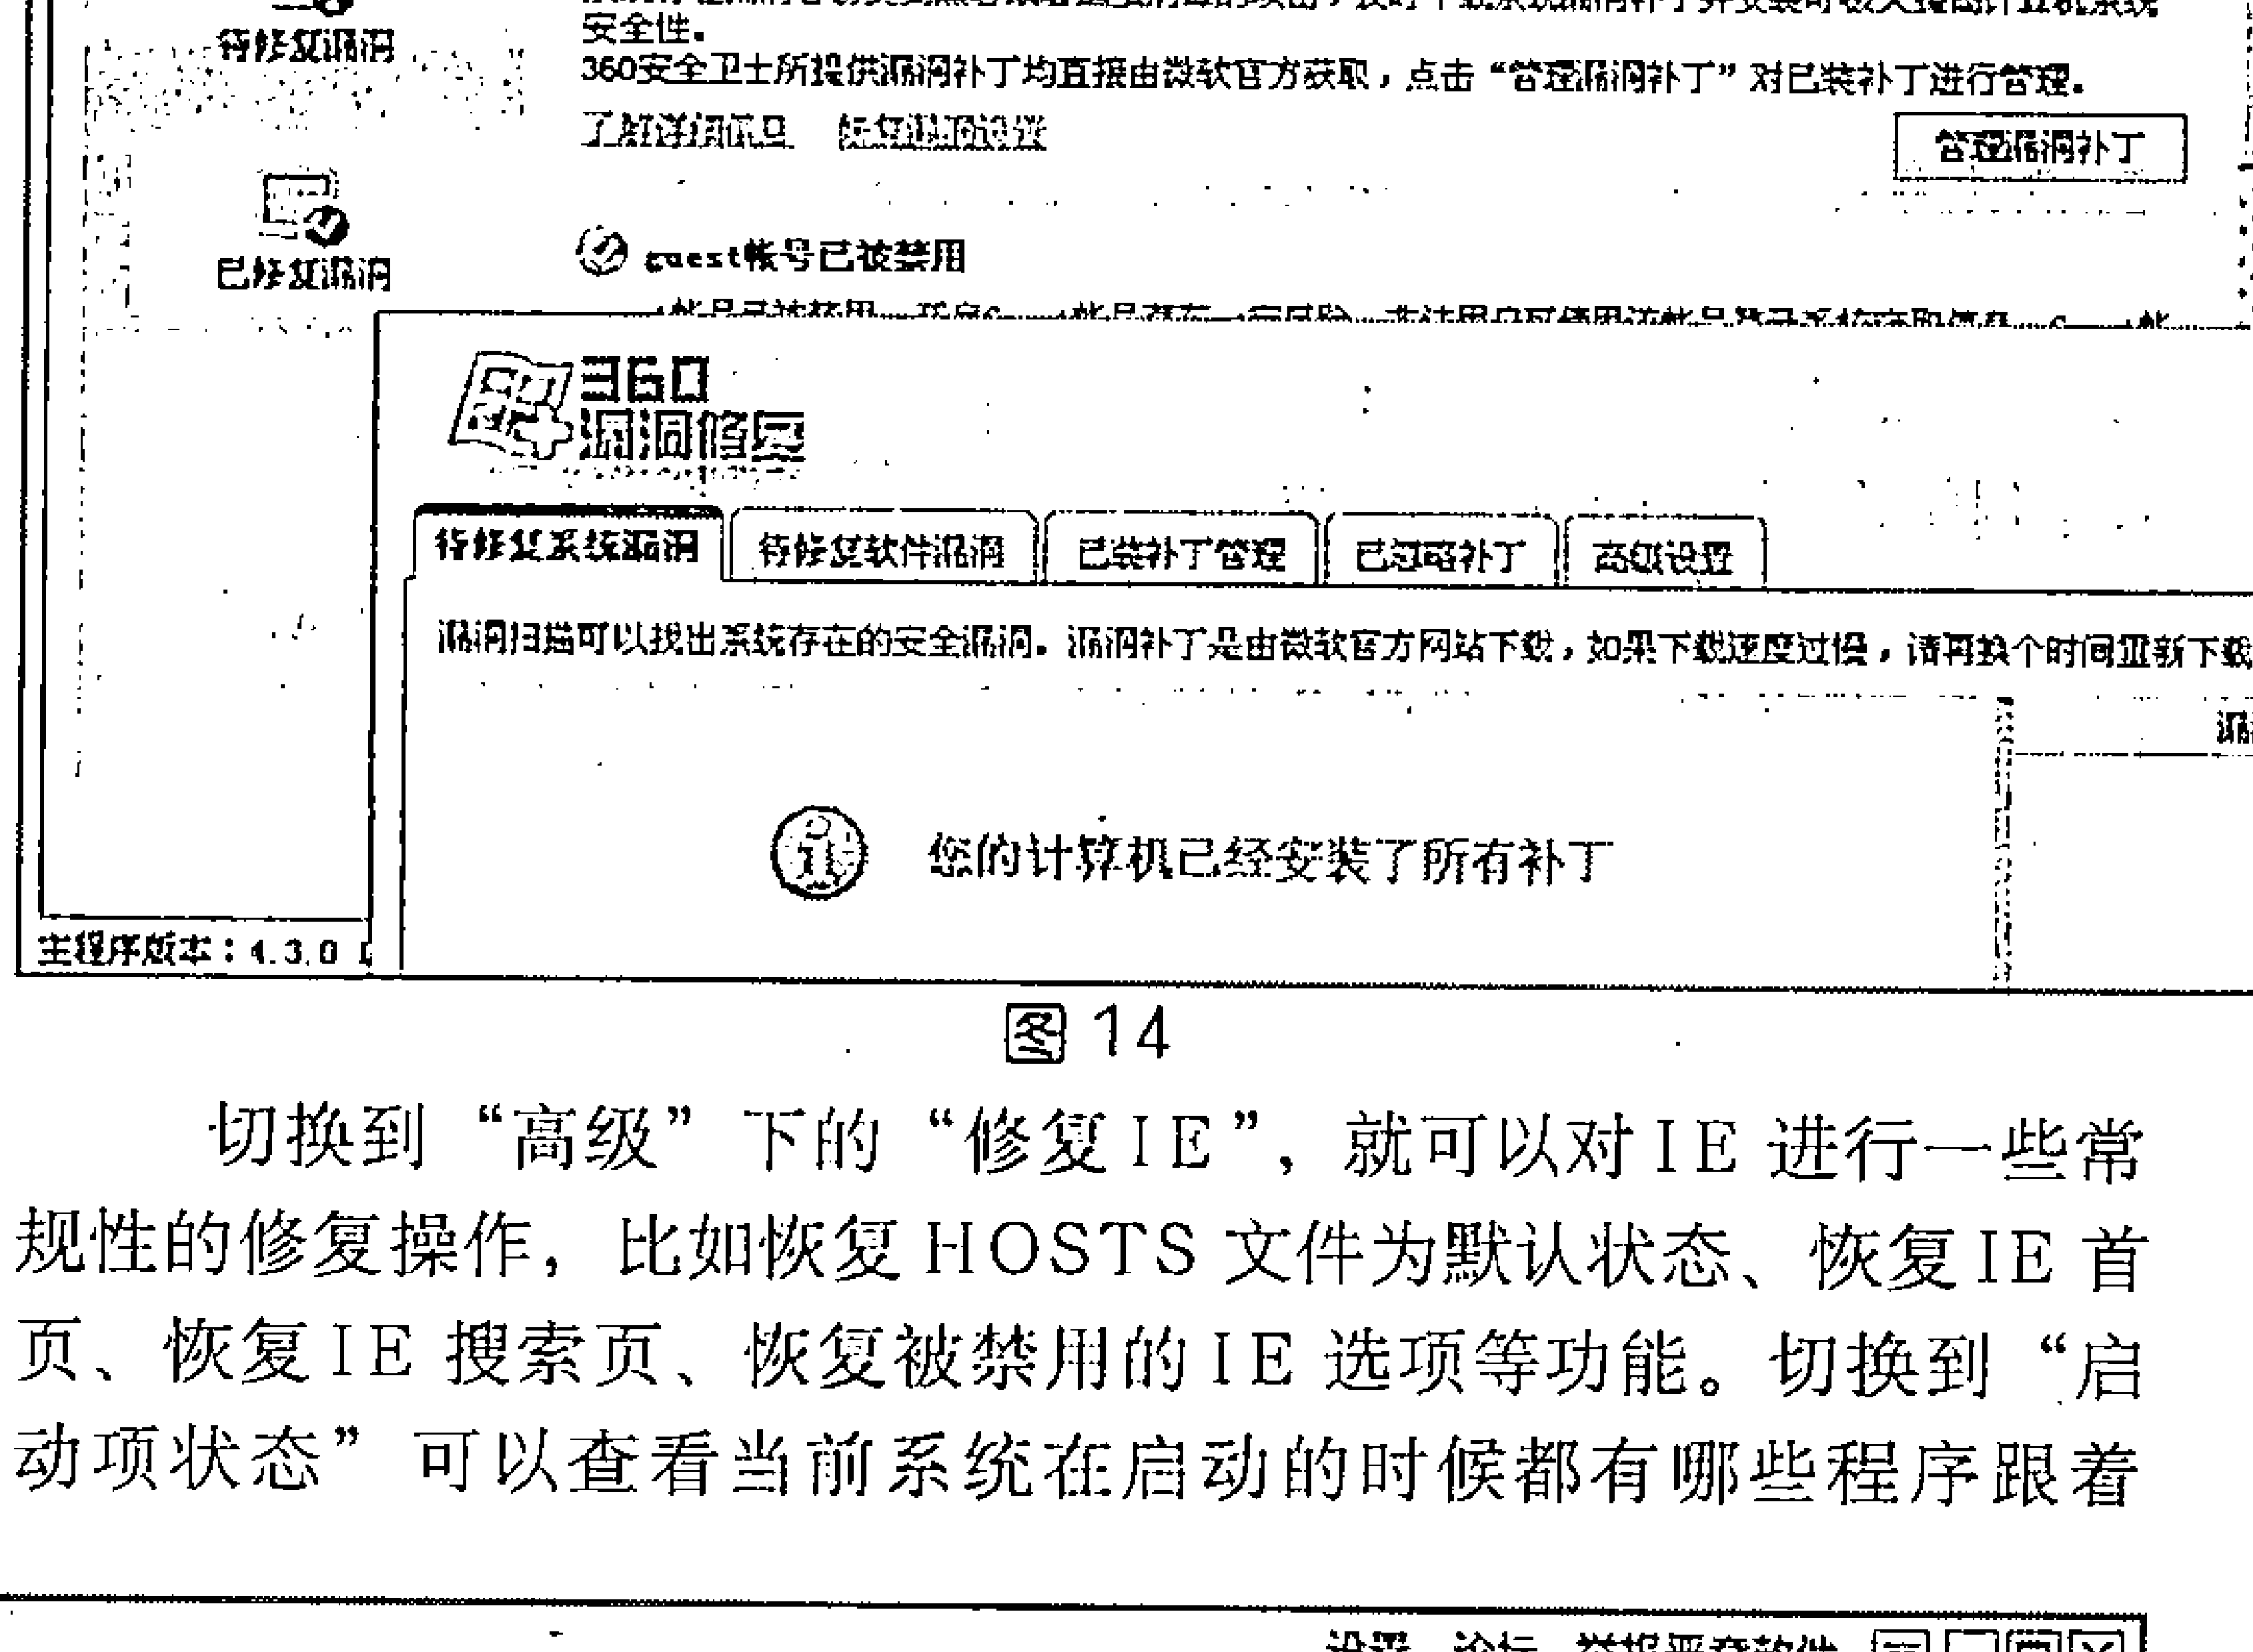 待修复漏洞
安全性。
360安全卫士所提供漏洞补丁均直接由微软官方获取，点击“管理漏洞补丁”对已装补丁进行管理。
管理漏洞补丁
guest帐号已被禁用
已修复漏洞
360
漏洞修复
待修复系统漏洞 待修复软件漏洞 已装补丁管理 已忽略补丁 高级设置
漏洞扫描可以找出系统存在的安全漏洞。漏洞补丁是由微软官方网站下载，如果下载速度过慢，请再换个时间重新下载
您的计算机已经安装了所有补丁
主程序版本：4.3.0
图 14
切换到“高级”下的“修复IE”，就可以对IE 进行一些常
规性的修复操作，比如恢复 HOSTS 文件为默认状态、恢复IE 首
页、恢复IE 搜索页、恢复被禁用的IE 选项等功能。切换到“启
动项状态”可以查看当前系统在启动的时候都有哪些程序跟着